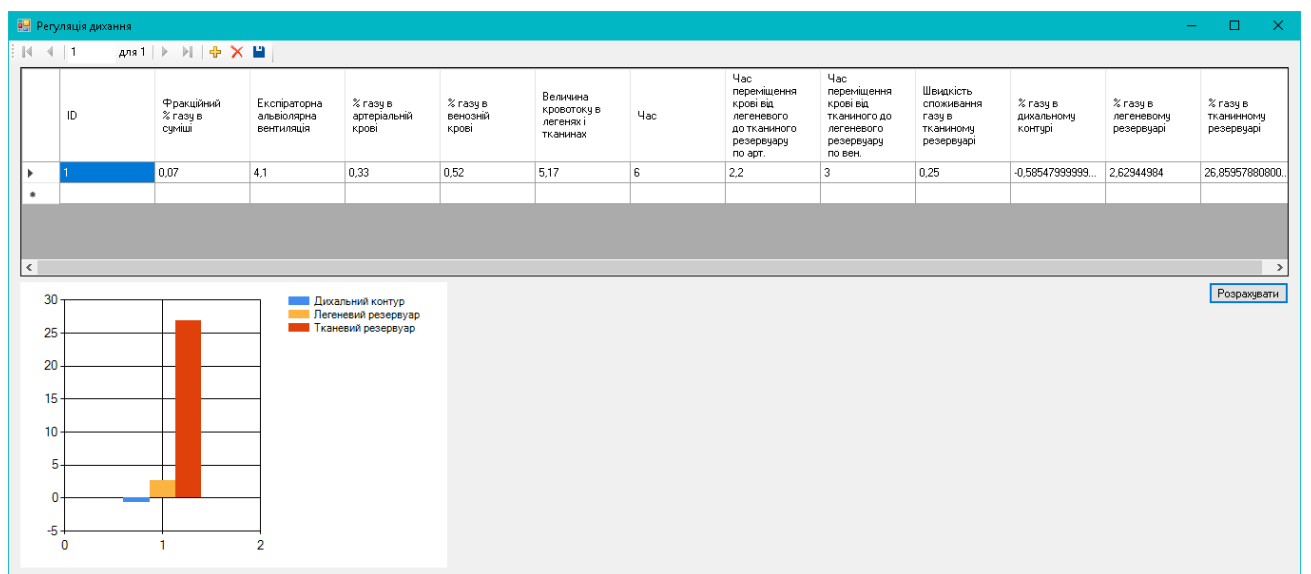 Регуляція дихання
1 для 1
ID
Фракційний
% газу в
суміші
Експіраторна
альвіолярна
вентиляція
% газу в
артеріальній
крові
% газу в
венозній
крові
Величина
кровотоку в
легенях і
тканинах
Час
Час
переміщення
крові від
легеневого
до тканиного
резервуару
по арт.
Час
переміщення
крові від
тканиного до
легеневого
резервуару
по вен.
Швидкість
споживання
газу в
тканиному
резервуарі
% газу в
дихальному
контурі
% газу в
легеневому
резервуарі
% газу в
тканинному
резервуарі
1 0,07 4,1 0,33 0,52 5,17 6 2,2 3 0,25 -0,58547999999... 2,62944984 26,85957880800...
Розрахувати
30
25
20
15
10
5
0
-5
0 1 2
Дихальний контур
Легеневий резервуар
Тканевий резервуар